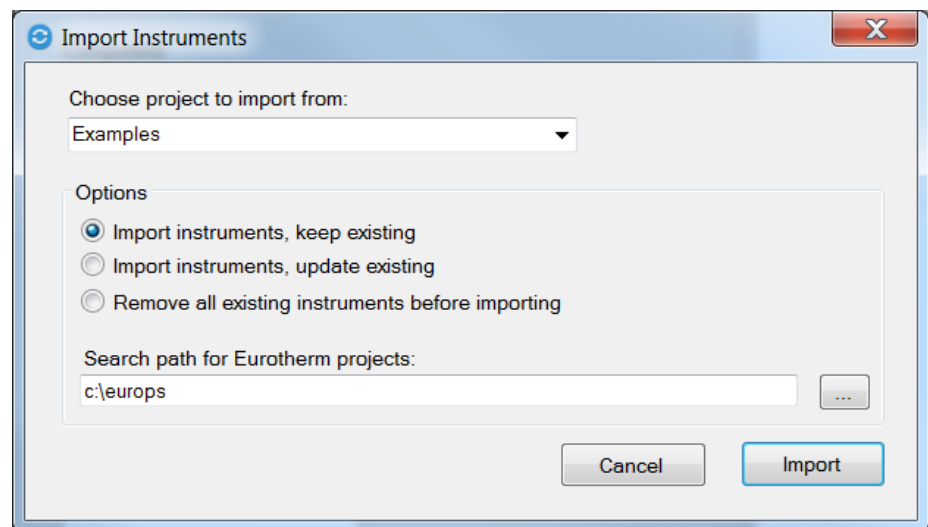 Import Instruments
Choose project to import from:
Examples
Options
Import instruments, keep existing
Import instruments, update existing
Remove all existing instruments before importing
Search path for Eurotherm projects:
c:\europs
...
Cancel
Import